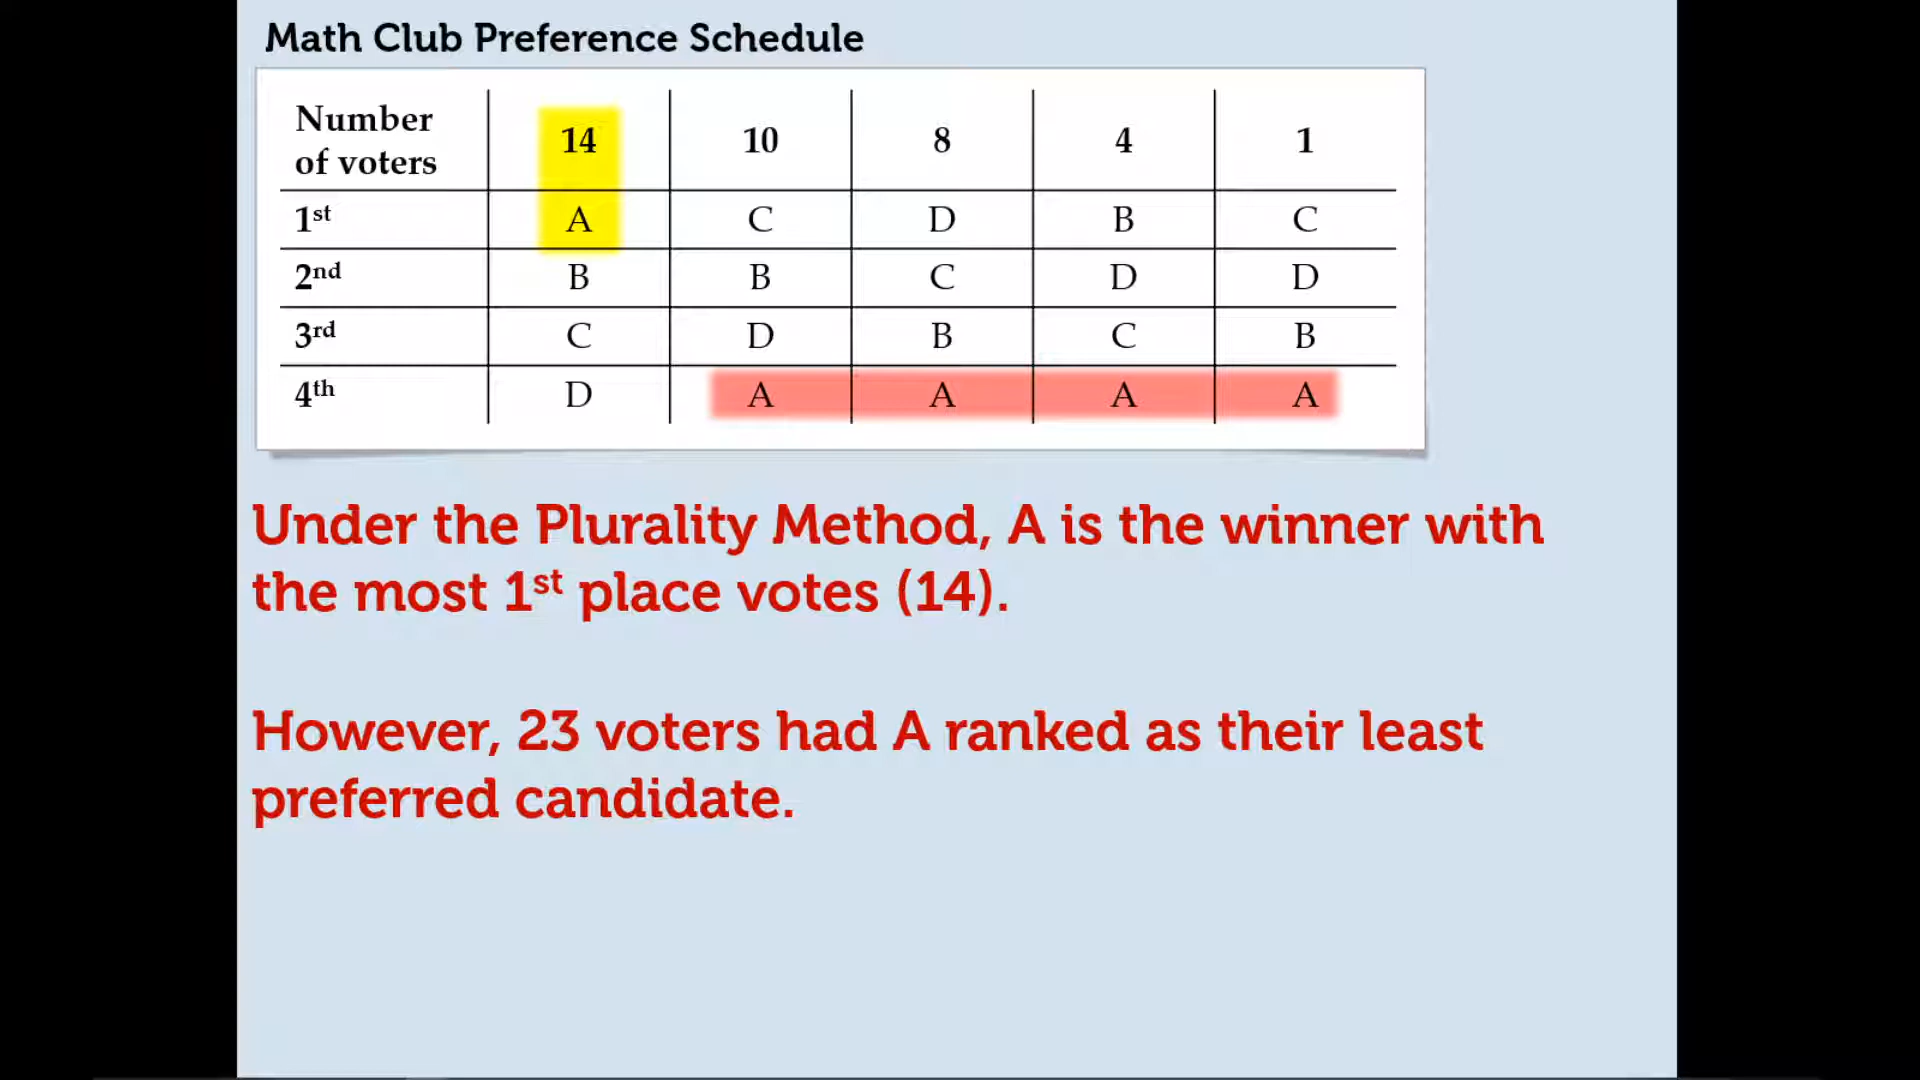 Math Club Preference Schedule
Number of voters 14 10 8 4 1
1st A C D B C
2nd B B C D D
3rd C D B C B
4th D A A A A
Under the Plurality Method, A is the winner with
the most 1st place votes (14).
However, 23 voters had A ranked as their least
preferred candidate.